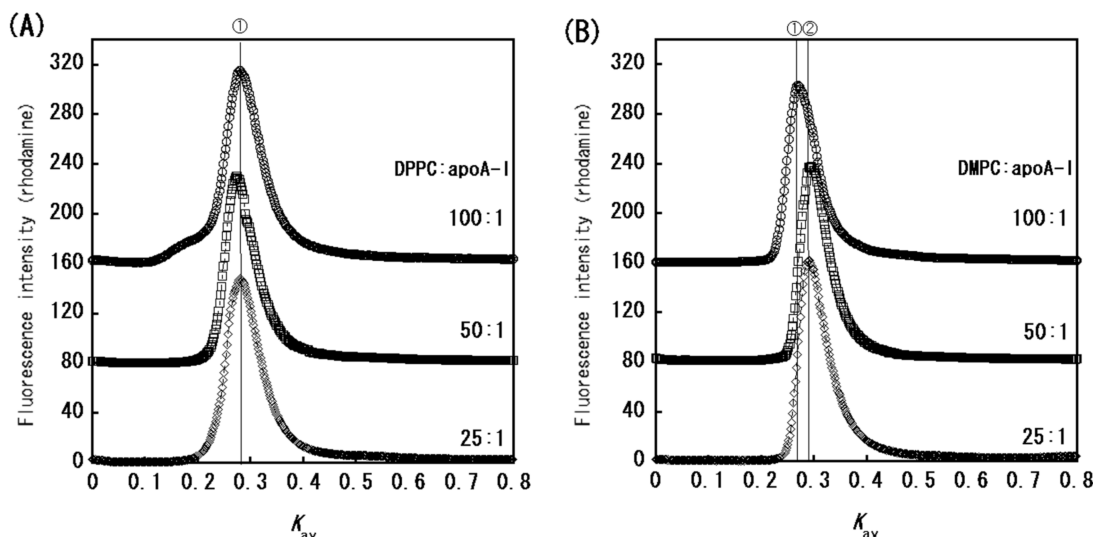 (A)
①
Fluorescence intensity (rhodamine)
320
280
240
200
160
120
80
40
0
DPPC:apoA-I
100:1
50:1
25:1
0 0.1 0.2 0.3 0.4 0.5 0.6 0.7 0.8
Kav
(B)
① ②
Fluorescence intensity (rhodamine)
320
280
240
200
160
120
80
40
0
DMPC:apoA-I
100:1
50:1
25:1
0 0.1 0.2 0.3 0.4 0.5 0.6 0.7 0.8
Kav